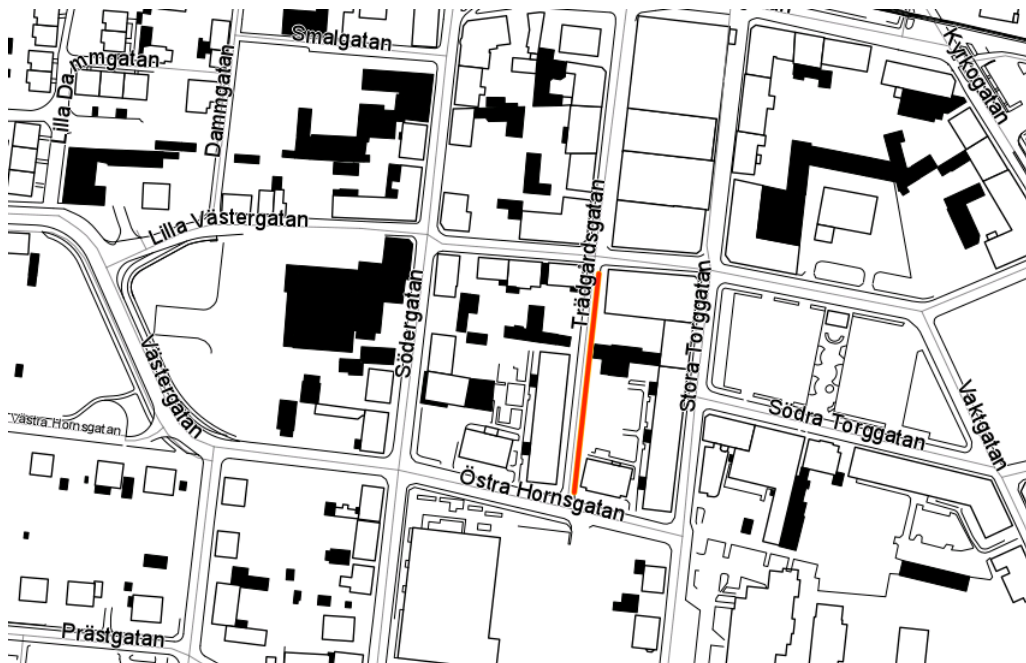 Smalgatan
Kyrkogatan
Lilla Dammgatan
Dammgatan
Lilla Västergatan
Trädgårdsgatan
Södergatan
Stora Torggatan
Västergatan
Västra Hornsgatan
Södra Torggatan
Vaktgatan
Östra Hornsgatan
Prästgatan